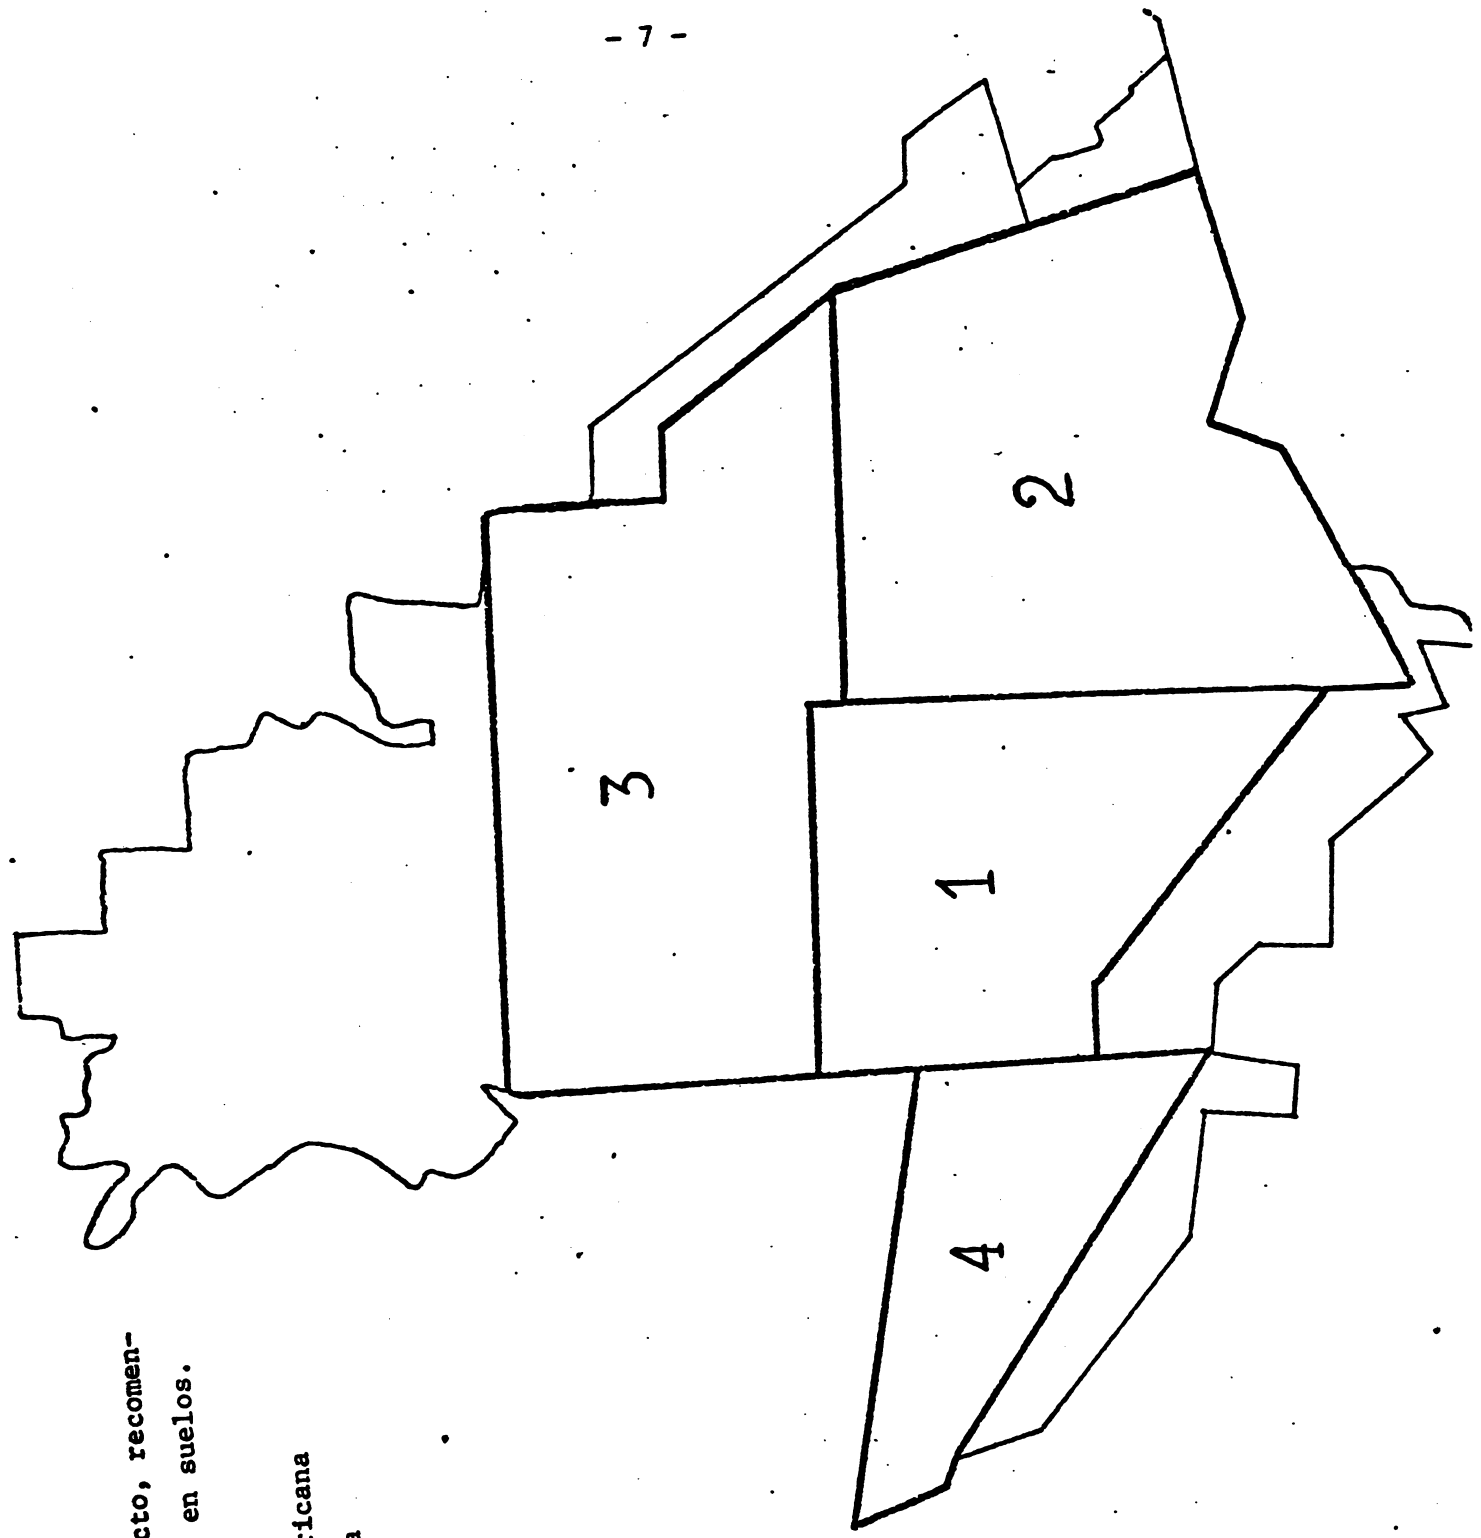 - 7 -
cto, recomen-
en suelos.
icana
a
3
2
1
4